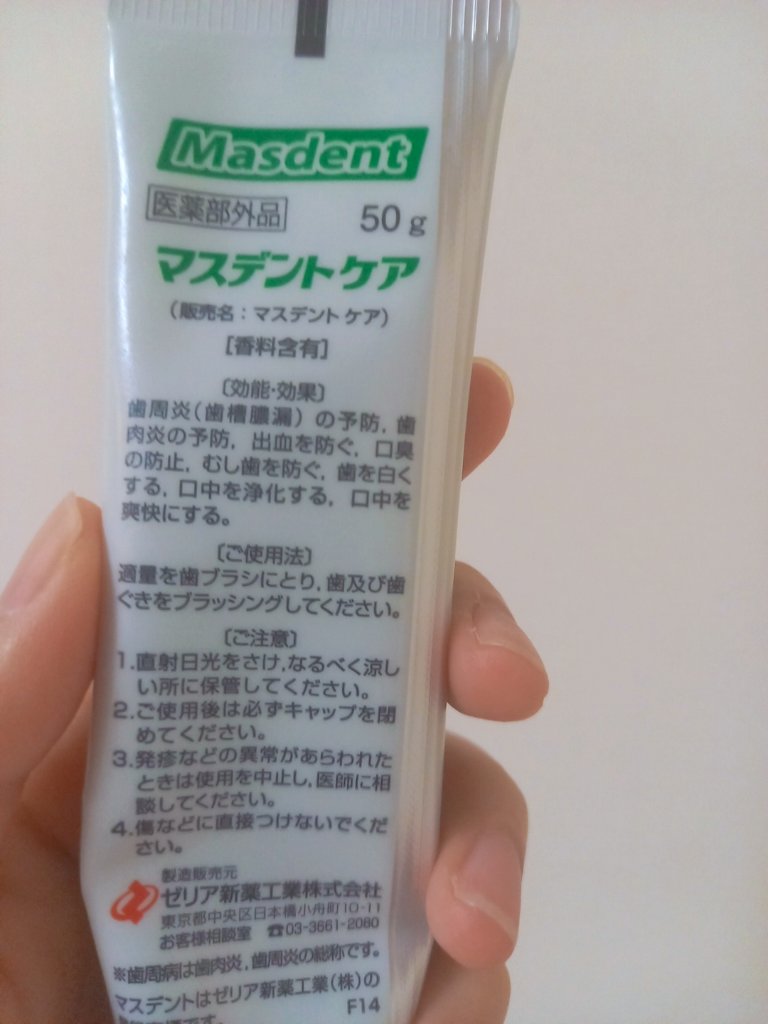 Masdent
医薬部外品 50g
マスデントケア
(販売名：マスデントケア)
[香料含有]
〔効能・効果〕
歯周炎(歯槽膿漏)の予防，歯
肉炎の予防，出血を防ぐ，口臭
の防止，むし歯を防ぐ，歯を白く
する，口中を浄化する，口中を
爽快にする。
〔ご使用法〕
適量を歯ブラシにとり，歯及び歯
ぐきをブラッシングしてください。
〔ご注意〕
1.直射日光をさけ，なるべく涼し
い所に保管してください。
2.ご使用後は必ずキャップを閉
めてください。
3.発疹などの異常があらわれた
ときは使用を中止し，医師に相
談してください。
4.傷などに直接つけないでくだ
さい。
製造販売元
ゼリア新薬工業株式会社
東京都中央区日本橋小舟町10-11
お客様相談室 ☎03-3661-2080
※歯周病は歯肉炎，歯周炎の総称です。
マスデントはゼリア新薬工業(株)の
F14